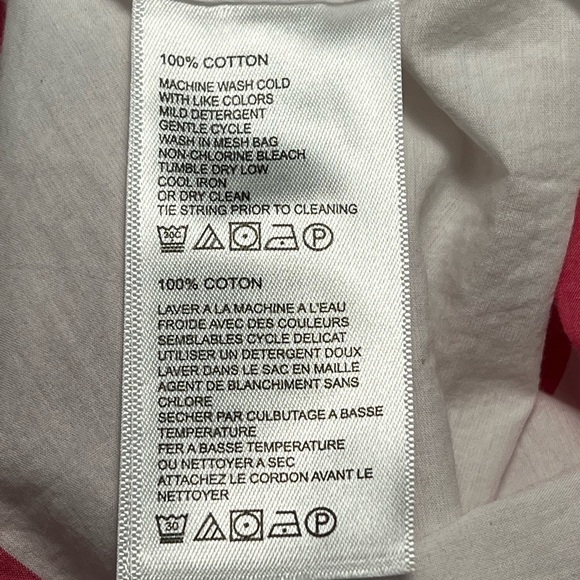 100% COTTON
MACHINE WASH COLD
WITH LIKE COLORS
MILD DETERGENT
GENTLE CYCLE
WASH IN MESH BAG
NON-CHLORINE BLEACH
TUMBLE DRY LOW
COOL IRON
OR DRY CLEAN
TIE STRING PRIOR TO CLEANING
30C P
100% COTON
LAVER A LA MACHINE A L'EAU
FROIDE AVEC DES COULEURS
SEMBLABLES CYCLE DELICAT
UTILISER UN DETERGENT DOUX
LAVER DANS LE SAC EN MAILLE
AGENT DE BLANCHIMENT SANS
CHLORE
SECHER PAR CULBUTAGE A BASSE
TEMPERATURE
FER A BASSE TEMPERATURE
OU NETTOYER A SEC
ATTACHEZ LE CORDON AVANT LE
NETTOYER
30 P